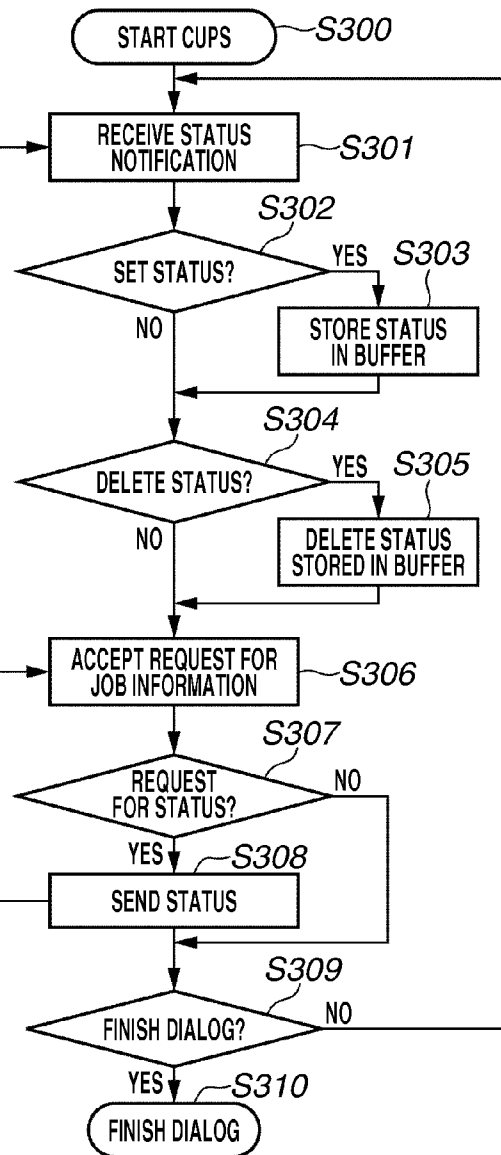 START CUPS
S300
RECEIVE STATUS
NOTIFICATION
S301
S302
SET STATUS?
YES
S303
NO
STORE STATUS
IN BUFFER
S304
DELETE STATUS?
YES
S305
NO
DELETE STATUS
STORED IN BUFFER
ACCEPT REQUEST FOR
JOB INFORMATION
S306
S307
REQUEST
FOR STATUS?
NO
YES
S308
SEND STATUS
S309
FINISH DIALOG?
NO
YES
S310
FINISH DIALOG